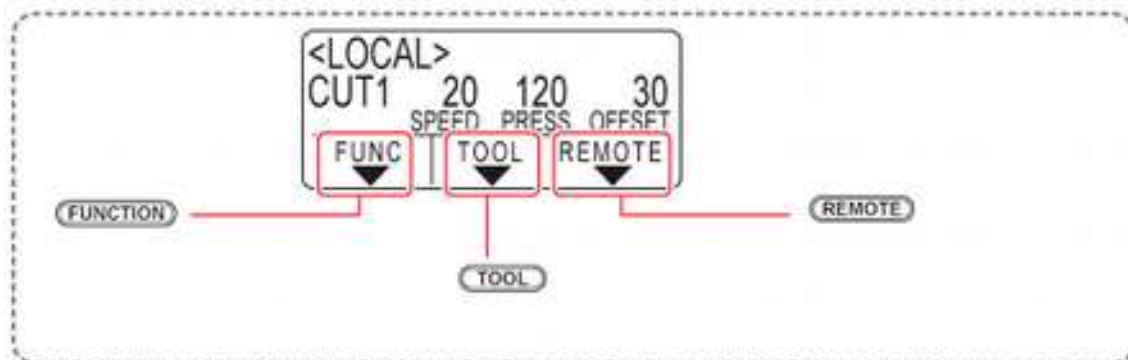 <LOCAL>
CUT1 20 120 30
SPEED PRESS OFFSET
FUNC TOOL REMOTE
FUNCTION
REMOTE
TOOL